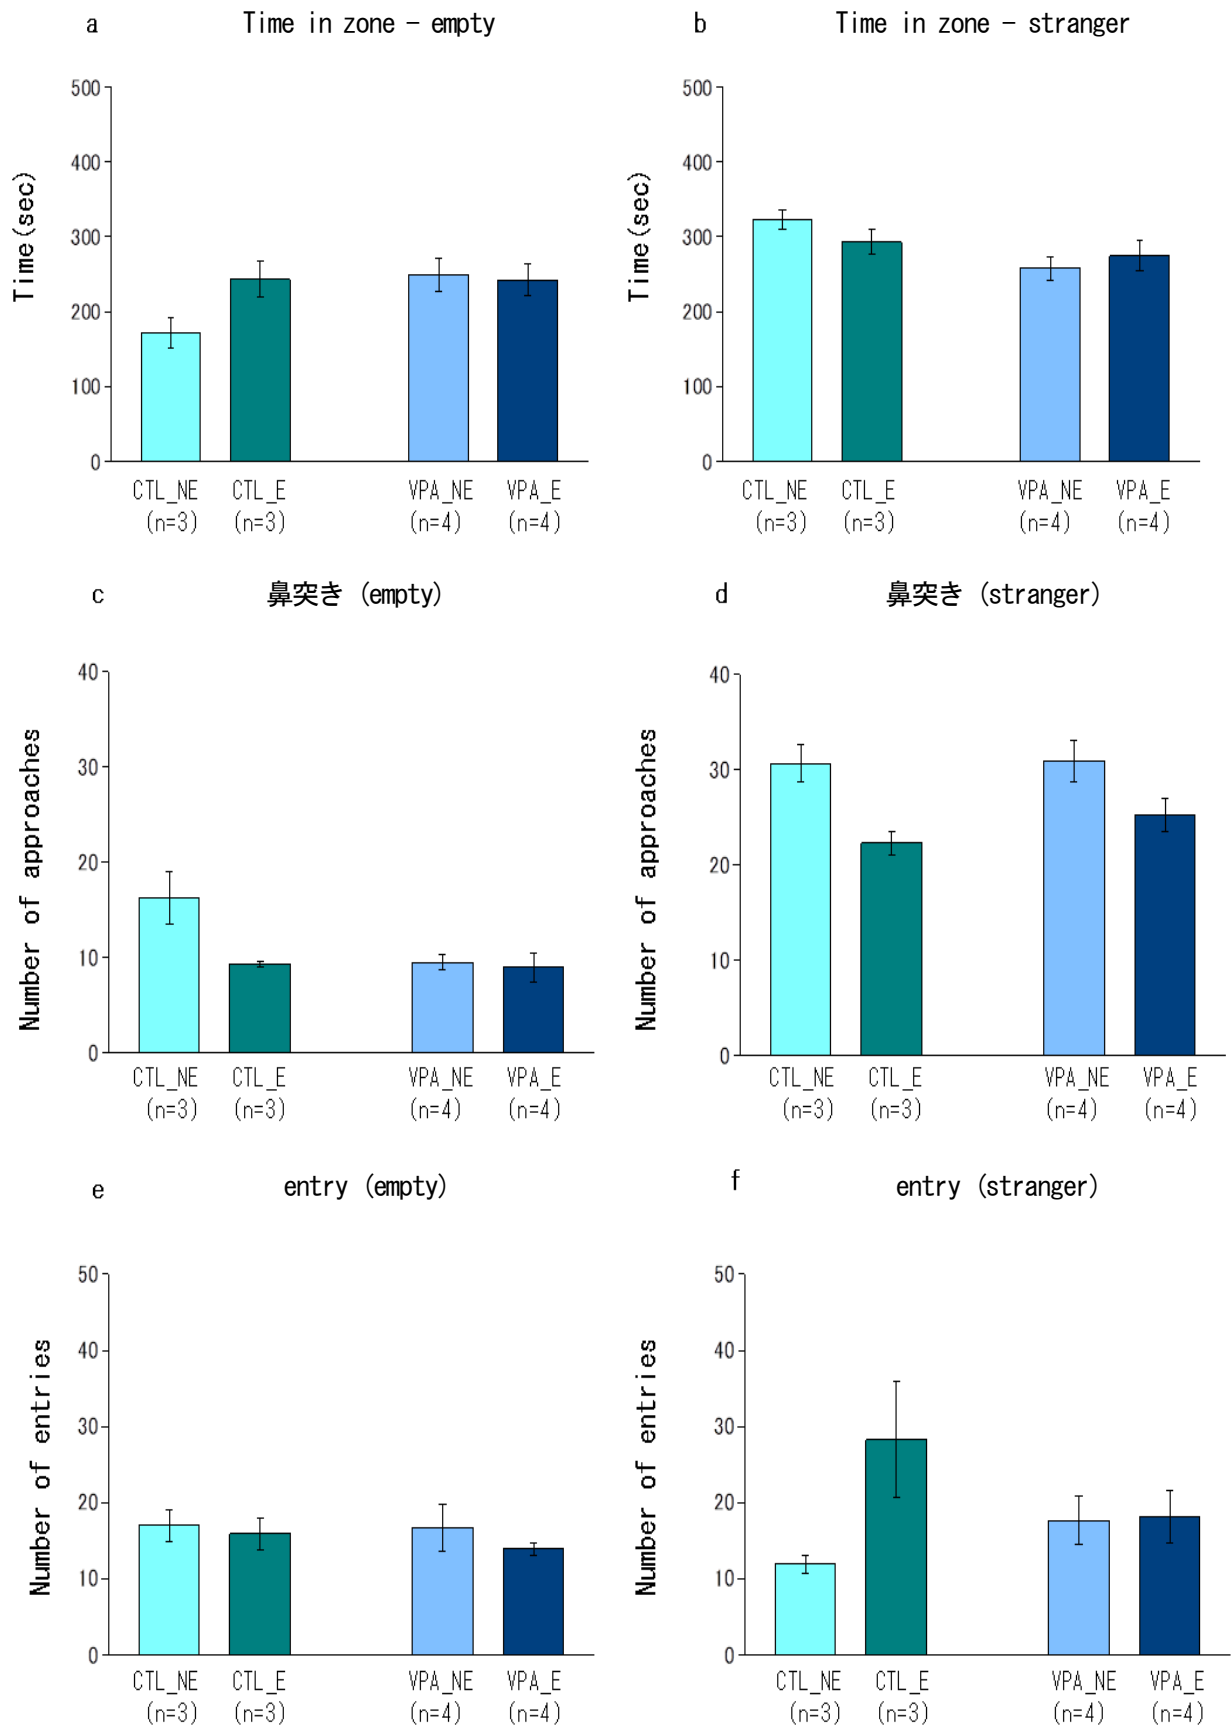 a Time in zone - empty
Time(sec)
500
400
300
200
100
0
CTL_NE CTL_E VPA_NE VPA_E
(n=3) (n=3) (n=4) (n=4)
b Time in zone - stranger
Time(sec)
500
400
300
200
100
0
CTL_NE CTL_E VPA_NE VPA_E
(n=3) (n=3) (n=4) (n=4)
c 鼻突き (empty)
Number of approaches
40
30
20
10
0
CTL_NE CTL_E VPA_NE VPA_E
(n=3) (n=3) (n=4) (n=4)
d 鼻突き (stranger)
Number of approaches
40
30
20
10
0
CTL_NE CTL_E VPA_NE VPA_E
(n=3) (n=3) (n=4) (n=4)
e entry (empty)
Number of entries
50
40
30
20
10
0
CTL_NE CTL_E VPA_NE VPA_E
(n=3) (n=3) (n=4) (n=4)
f entry (stranger)
Number of entries
50
40
30
20
10
0
CTL_NE CTL_E VPA_NE VPA_E
(n=3) (n=3) (n=4) (n=4)